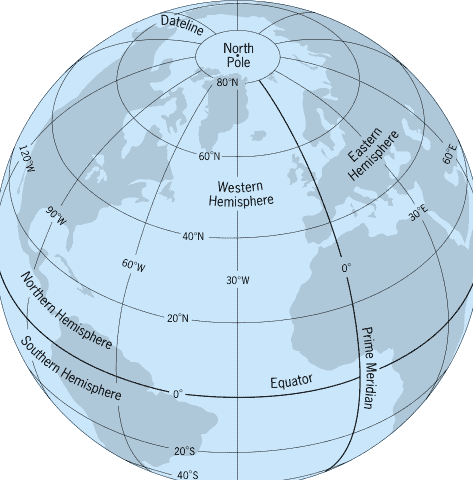 Dateline
North
Pole
80°N
Eastern
Hemisphere
120°W
60°E
60°N
Western
Hemisphere
90°W
30°E
40°N
60°W
0°
30°W
Northern Hemisphere
20°N
Prime Meridian
Southern Hemisphere
Equator
0°
20°S
40°S